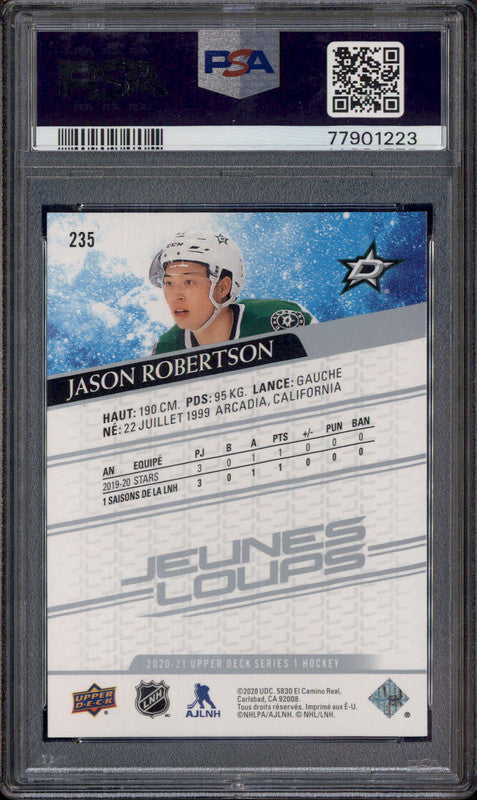 PSA
77901223
235
JASON ROBERTSON
HAUT: 190 CM. PDS: 95 KG. LANCE: GAUCHE
NÉ: 22 JUILLET 1999 ARCADIA, CALIFORNIA
AN EQUIPÉ PJ B A PTS +/- PUN BAN
2019-20 STARS 3 0 1 1 0 0 0
1 SAISONS DE LA NHL 3 0 1 1 0 0 0
JEUNES
LOUPS
2020-21 UPPER DECK SERIES 1 HOCKEY
UPPER DECK
NHL
AJLNH
©2020 UDC. 5830 El Camino Real,
Carlsbad, CA 92008.
Tous droits réservés. Imprimé aux É-U.
©NHLPA/AJLNH. © NHL/LNH.